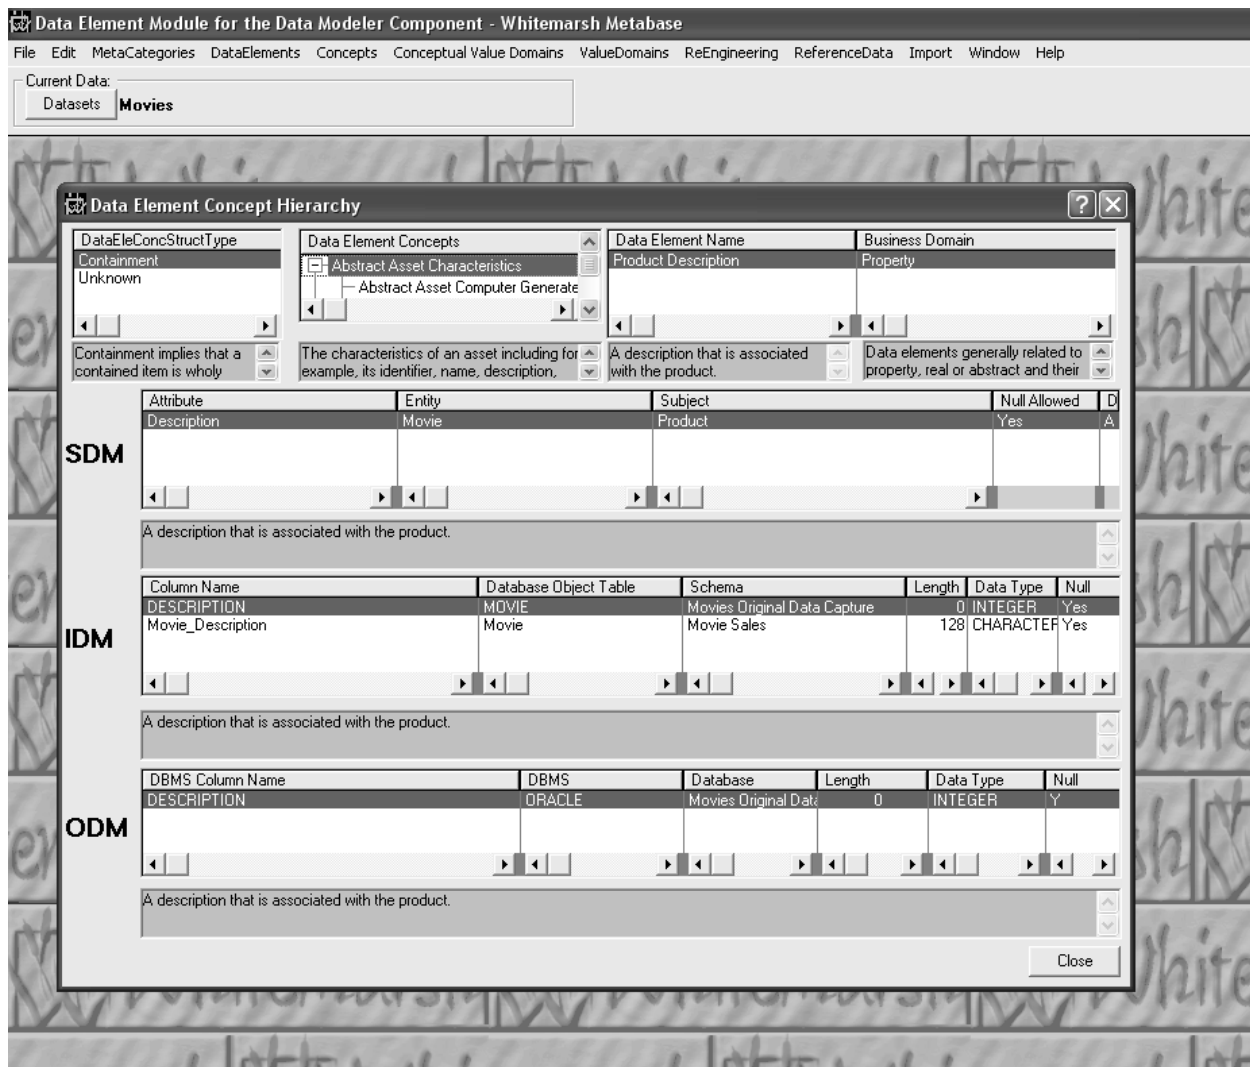 Data Element Module for the Data Modeler Component - Whitemarsh Metabase
File Edit MetaCategories DataElements Concepts Conceptual Value Domains ValueDomains ReEngineering ReferenceData Import Window Help
Current Data:
Datasets Movies
Data Element Concept Hierarchy
DataEleConcStructType
Containment
Unknown
Containment implies that a
contained item is wholy
Data Element Concepts
Abstract Asset Characteristics
Abstract Asset Computer Generate
The characteristics of an asset including for
example, its identifier, name, description,
Data Element Name Business Domain
Product Description Property
A description that is associated
with the product.
Data elements generally related to
property, real or abstract and their
SDM
Attribute Entity Subject Null Allowed D
Description Movie Product Yes A
A description that is associated with the product.
IDM
Column Name Database Object Table Schema Length Data Type Null
DESCRIPTION MOVIE Movies Original Data Capture 0 INTEGER Yes
Movie_Description Movie Movie Sales 128 CHARACTER Yes
A description that is associated with the product.
ODM
DBMS Column Name DBMS Database Length Data Type Null
DESCRIPTION ORACLE Movies Original Data 0 INTEGER Y
A description that is associated with the product.
Close